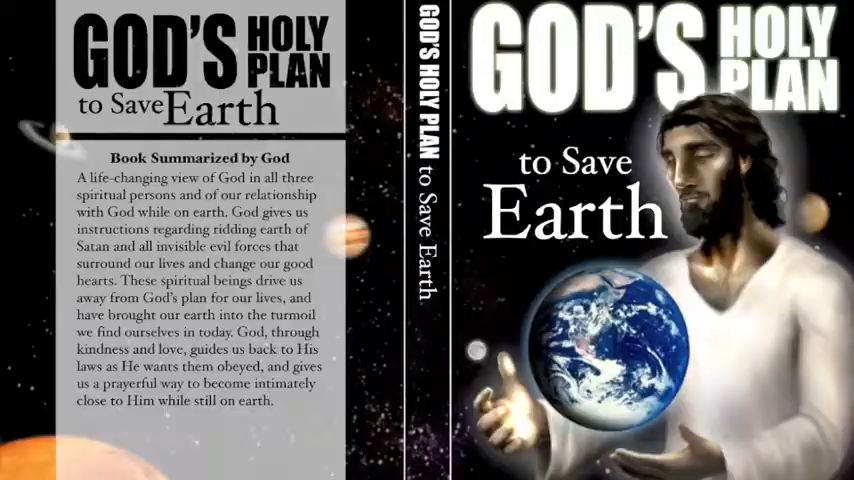 GOD'S HOLY PLAN
to Save Earth
Book Summarized by God
A life-changing view of God in all three
spiritual persons and of our relationship
with God while on earth. God gives us
instructions regarding ridding earth of
Satan and all invisible evil forces that
surround our lives and change our good
hearts. These spiritual beings drive us
away from God's plan for our lives, and
have brought our earth into the turmoil
we find ourselves in today. God, through
kindness and love, guides us back to His
laws as He wants them obeyed, and gives
us a prayerful way to become intimately
close to Him while still on earth.
GOD'S HOLY PLAN to Save Earth
GOD'S HOLY PLAN
to Save
Earth